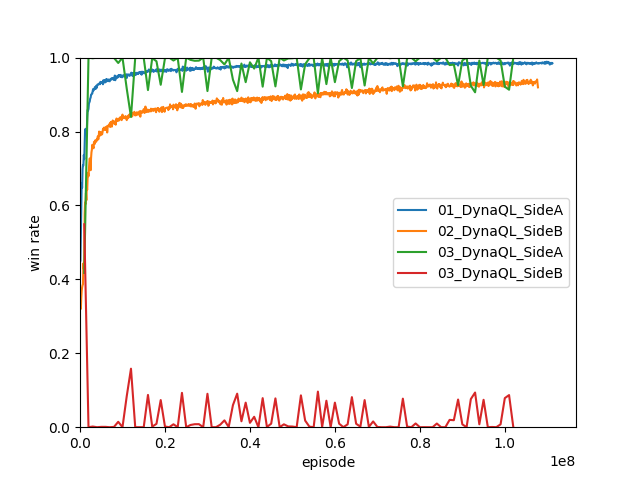 1.0
0.8
0.6
0.4
0.2
0.0
win rate
0.0
0.2
0.4
0.6
0.8
1.0
1e8
episode
01_DynaQL_SideA
02_DynaQL_SideB
03_DynaQL_SideA
03_DynaQL_SideB